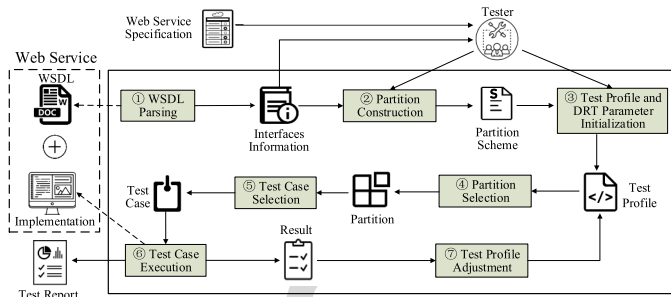 Tester
Web Service
Specification
Web Service
WSDL
W
DOC
① WSDL
Parsing
Interfaces
Information
② Partition
Construction
S
Partition
Scheme
③ Test Profile and
DRT Parameter
Initialization
Implementation
Test
Case
⑤ Test Case
Selection
Partition
④ Partition
Selection
</>
Test
Profile
Test Report
⑥ Test Case
Execution
Result
⑦ Test Profile
Adjustment